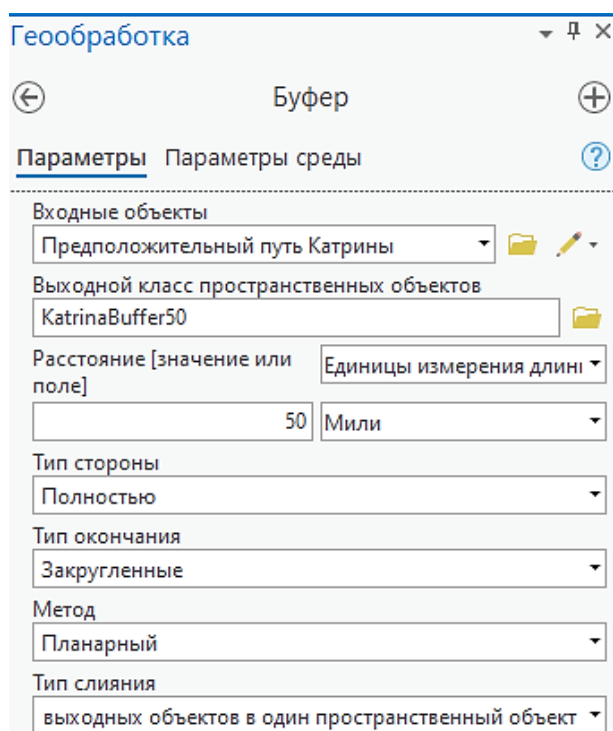 Геообработка
Буфер
Параметры Параметры среды
Входные объекты
Предположительный путь Катрины
Выходной класс пространственных объектов
KatrinaBuffer50
Расстояние [значение или
поле]
Единицы измерения длин
50 Мили
Тип стороны
Полностью
Тип окончания
Закругленные
Метод
Планарный
Тип слияния
выходных объектов в один пространственный объект